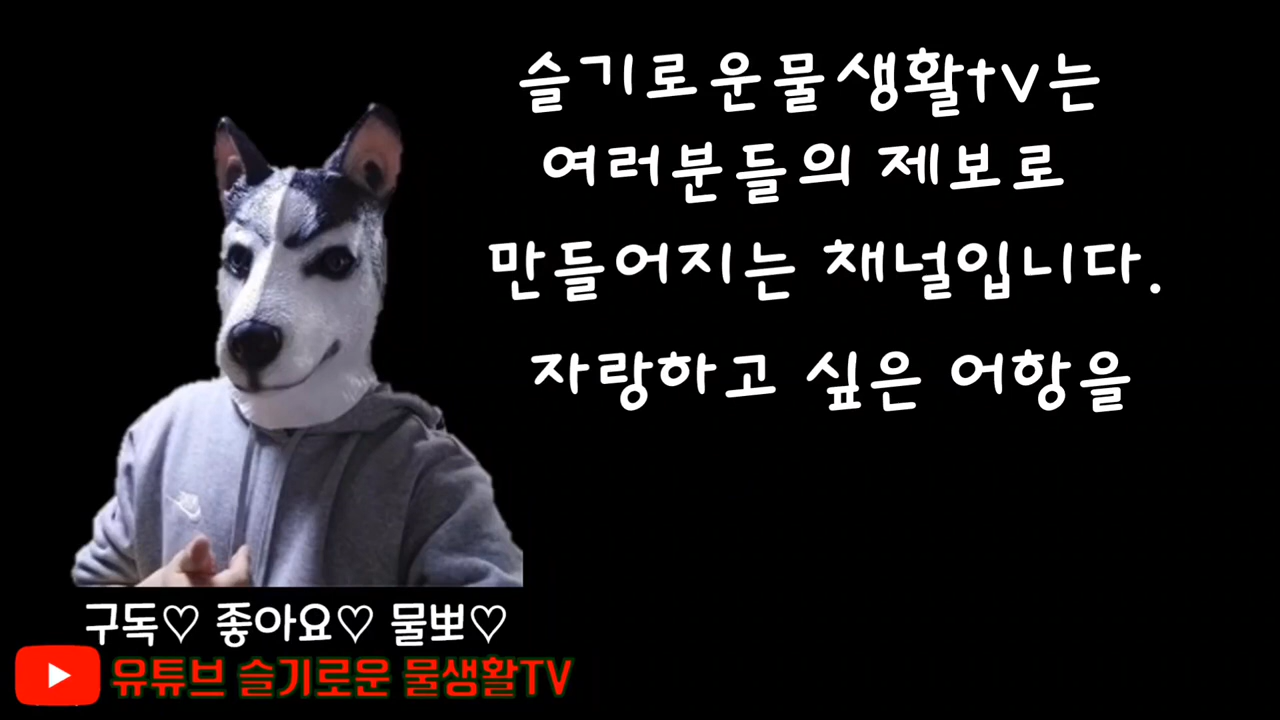 슬기로운물생활tv는
여러분들의 제보로
만들어지는 채널입니다.
자랑하고 싶은 어항을
구독♡ 좋아요♡ 물뽀♡
유튜브 슬기로운 물생활TV